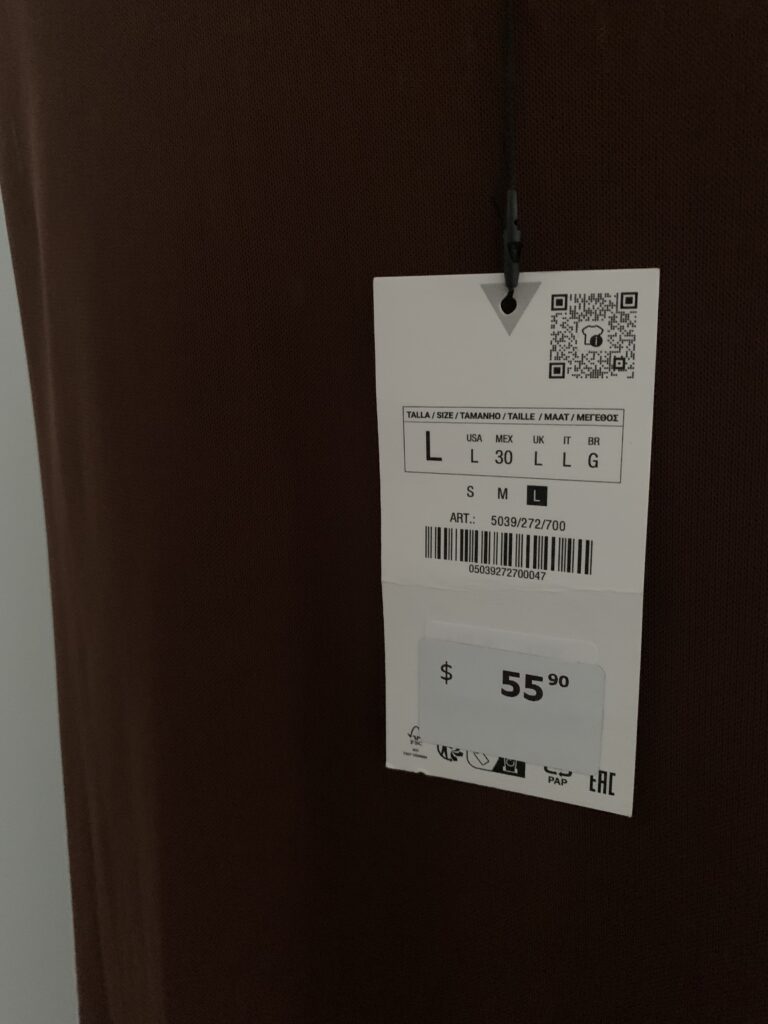 TALLA / SIZE / TAMANHO / TAILLE / MAAT / ΜΕΓΕΘΟΣ
L
USA MEX UK IT BR
L 30 L L G
S M L
ART.: 5039/272/700
05039272700047
$ 55 90
FSC
PAP
EAC